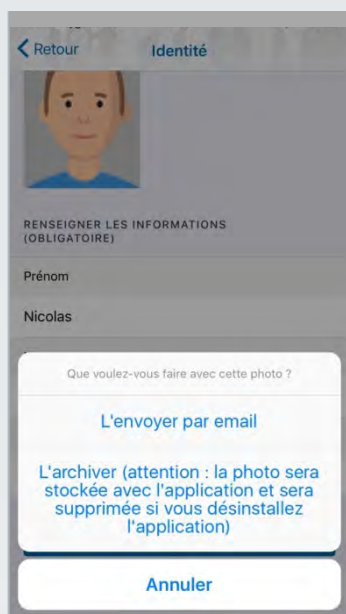 Retour
Identité
RENSEIGNER LES INFORMATIONS
(OBLIGATOIRE)
Prénom
Nicolas
Que voulez-vous faire avec cette photo ?
L'envoyer par email
L'archiver (attention : la photo sera
stockée avec l'application et sera
supprimée si vous désinstallez
l'application)
Annuler